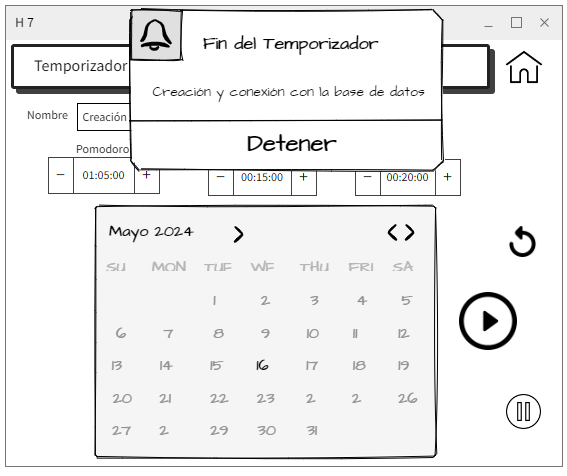 H 7
Fin del Temporizador
Temporizador
Creación y conexión con la base de datos
Nombre Creación
Detener
Pomodoro
− 01:05:00 + − 00:15:00 + − 00:20:00 +
Mayo 2024
SU MON TUE WE THU FRI SA
1 2 3 4 5
6 7 8 9 10 11 12
13 14 15 16 17 18 19
20 21 22 23 2 2 26
27 2 29 30 31